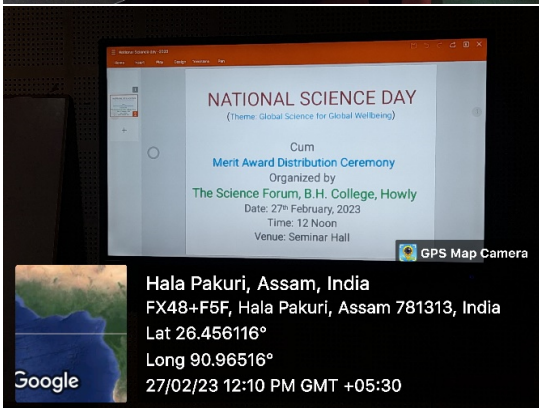 National Science day
NATIONAL SCIENCE DAY
(Theme: Global Science for Global Wellbeing)
Cum
Merit Award Distribution Ceremony
Organized by
The Science Forum, B.H. College, Howly
Date: 27th February, 2023
Time: 12 Noon
Venue: Seminar Hall
GPS Map Camera
Hala Pakuri, Assam, India
FX48+F5F, Hala Pakuri, Assam 781313, India
Lat 26.456116°
Long 90.96516°
27/02/23 12:10 PM GMT +05:30
Google